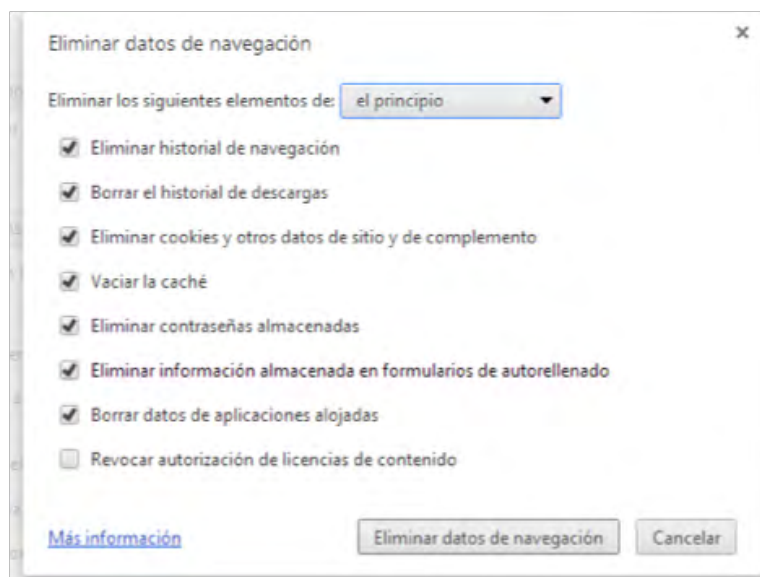 Eliminar datos de navegación
Eliminar los siguientes elementos de: el principio
Eliminar historial de navegación
Borrar el historial de descargas
Eliminar cookies y otros datos de sitio y de complemento
Vaciar la caché
Eliminar contraseñas almacenadas
Eliminar información almacenada en formularios de autorellenado
Borrar datos de aplicaciones alojadas
Revocar autorización de licencias de contenido
Más información Eliminar datos de navegación Cancelar